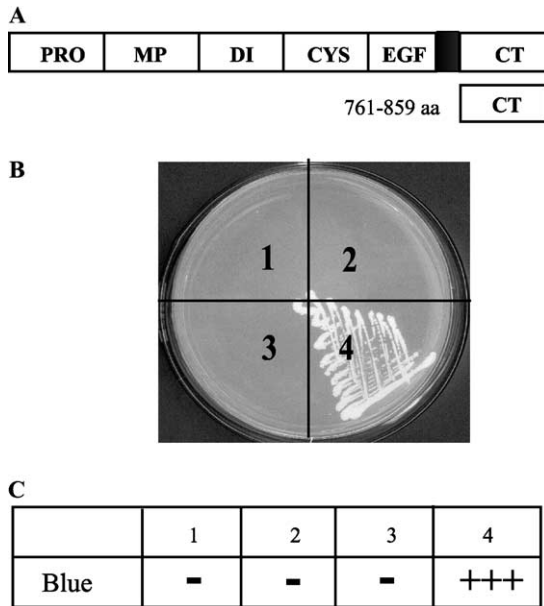 A
PRO MP DI CYS EGF CT
761-859 aa CT
B
1 2
3 4
C
1 2 3 4
Blue - - - +++